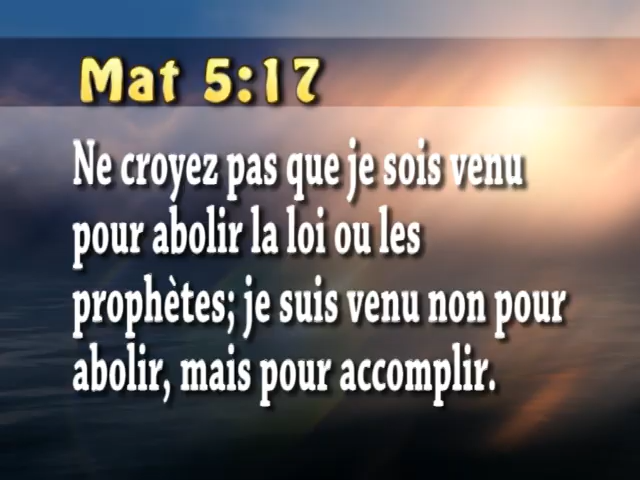 Mat 5:17
Ne croyez pas que je sois venu
pour abolir la loi ou les
prophètes; je suis venu non pour
abolir, mais pour accomplir.